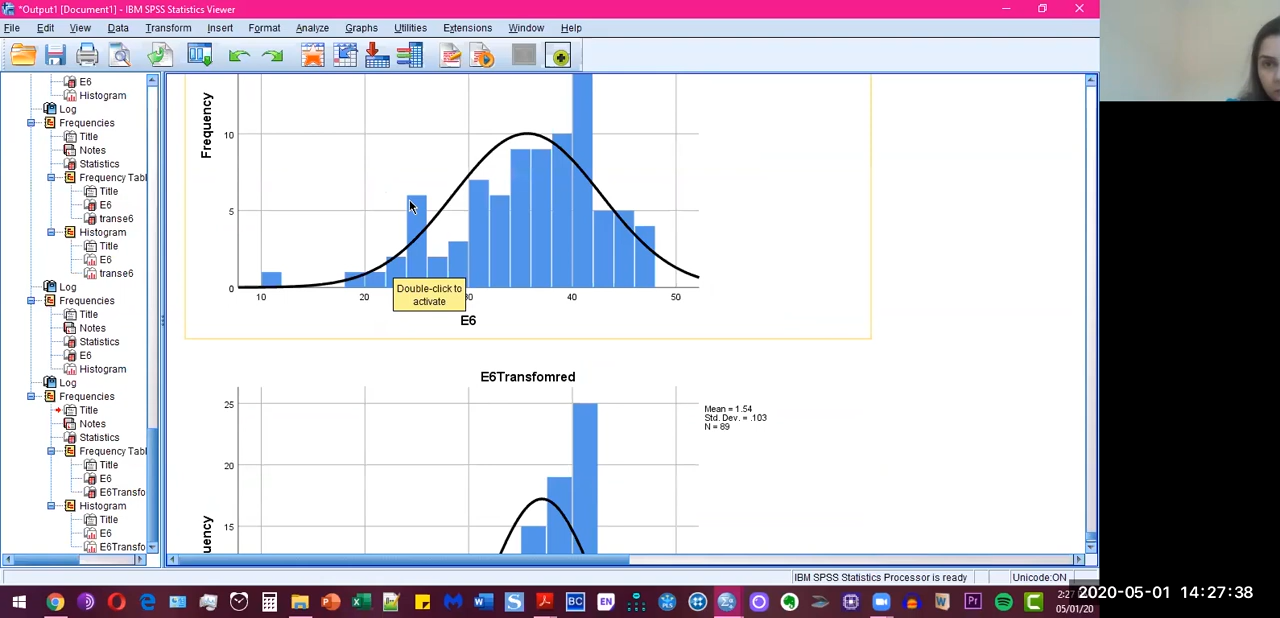 *Output1 [Document1] - IBM SPSS Statistics Viewer
File Edit View Data Transform Insert Format Analyze Graphs Utilities Extensions Window Help
E6
Histogram
Log
Frequencies
Title
Notes
Statistics
Frequency Tabl
Title
E6
transe6
Histogram
Title
E6
transe6
Log
Frequencies
Title
Notes
Statistics
E6
Histogram
Log
Frequencies
Title
Notes
Statistics
Frequency Tabl
Title
E6
E6Transfo
Histogram
Title
E6
E6Transfo
Frequency
10
5
0
10 20 30 40 50
Double-click to
activate
E6
E6Transfomred
25
20
15
Mean = 1.54
Std. Dev. = .103
N = 89
IBM SPSS Statistics Processor is ready
Unicode:ON
BC
EN
2020-05-01 14:27:38
05/01/20